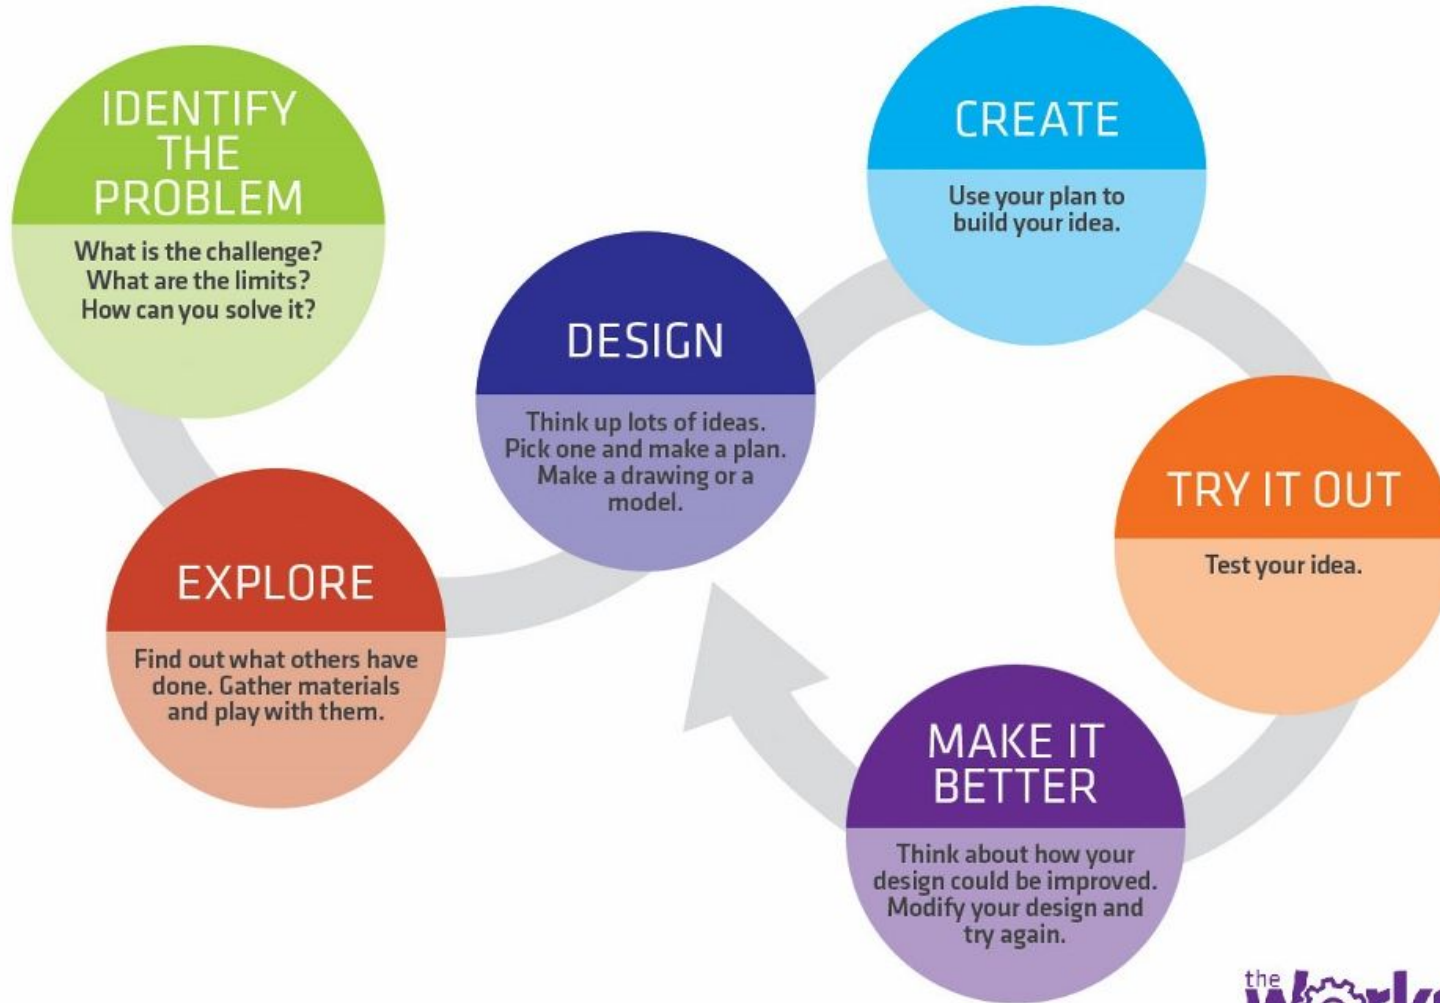 IDENTIFY
THE
PROBLEM
What is the challenge?
What are the limits?
How can you solve it?
EXPLORE
Find out what others have
done. Gather materials
and play with them.
DESIGN
Think up lots of ideas.
Pick one and make a plan.
Make a drawing or a
model.
CREATE
Use your plan to
build your idea.
TRY IT OUT
Test your idea.
MAKE IT
BETTER
Think about how your
design could be improved.
Modify your design and
try again.
the